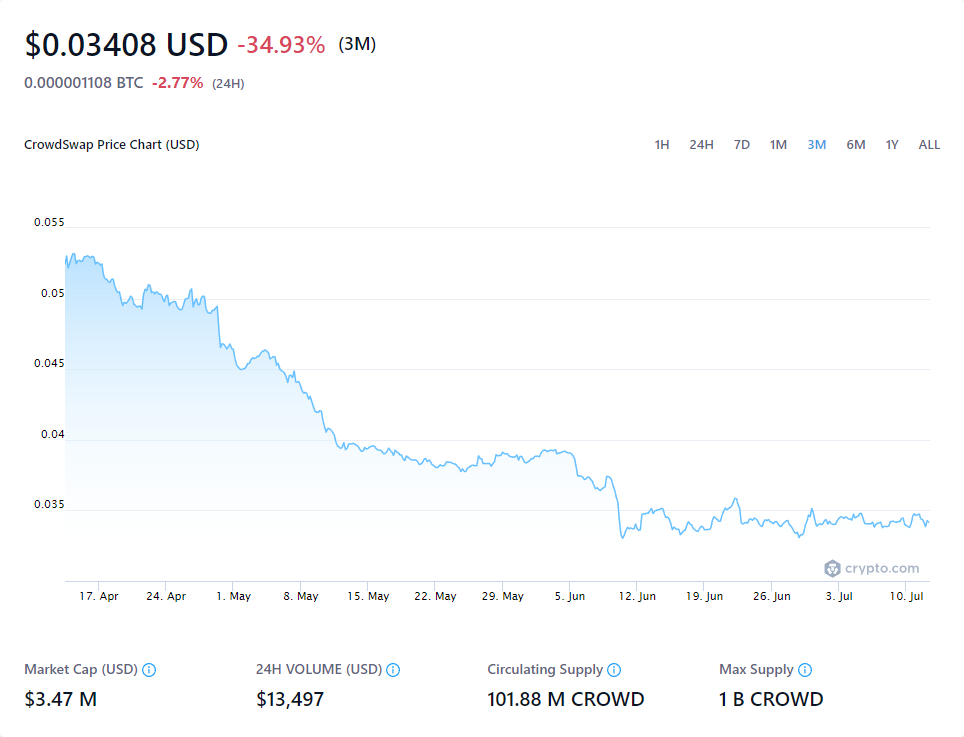 $0.03408 USD -34.93% (3M)
0.000001108 BTC -2.77% (24H)
CrowdSwap Price Chart (USD) 1H 24H 7D 1M 3M 6M 1Y ALL
0.055
0.05
0.045
0.04
0.035
crypto.com
17. Apr 24. Apr 1. May 8. May 15. May 22. May 29. May 5. Jun 12. Jun 19. Jun 26. Jun 3. Jul 10. Jul
Market Cap (USD) 24H VOLUME (USD) Circulating Supply Max Supply
$3.47 M $13,497 101.88 M CROWD 1 B CROWD